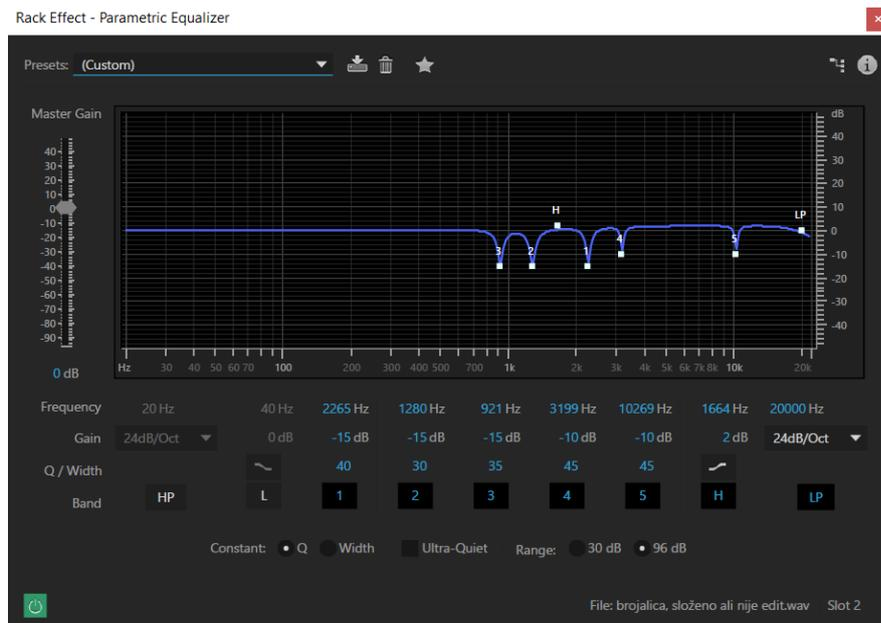 Rack Effect - Parametric Equalizer
Presets: (Custom)
Master Gain
dB
40
30
20
10
0
-10
-20
-30
-40
-50
-60
-70
-80
-90
0 dB
H
LP
3
2
1
4
5
40
30
20
10
0
-10
-20
-30
-40
Hz 30 40 50 60 70 100 200 300 400 500 700 1k 2k 3k 4k 5k 6k 7k 8k 10k 20k
Frequency 20 Hz 40 Hz 2265 Hz 1280 Hz 921 Hz 3199 Hz 10269 Hz 1664 Hz 20000 Hz
Gain 24dB/Oct 0 dB -15 dB -15 dB -15 dB -10 dB -10 dB 2 dB 24dB/Oct
Q / Width 40 30 35 45 45
Band HP L 1 2 3 4 5 H LP
Constant: Q Width Ultra-Quiet Range: 30 dB 96 dB
File: brojalica, složeno ali nije edit.wav Slot 2